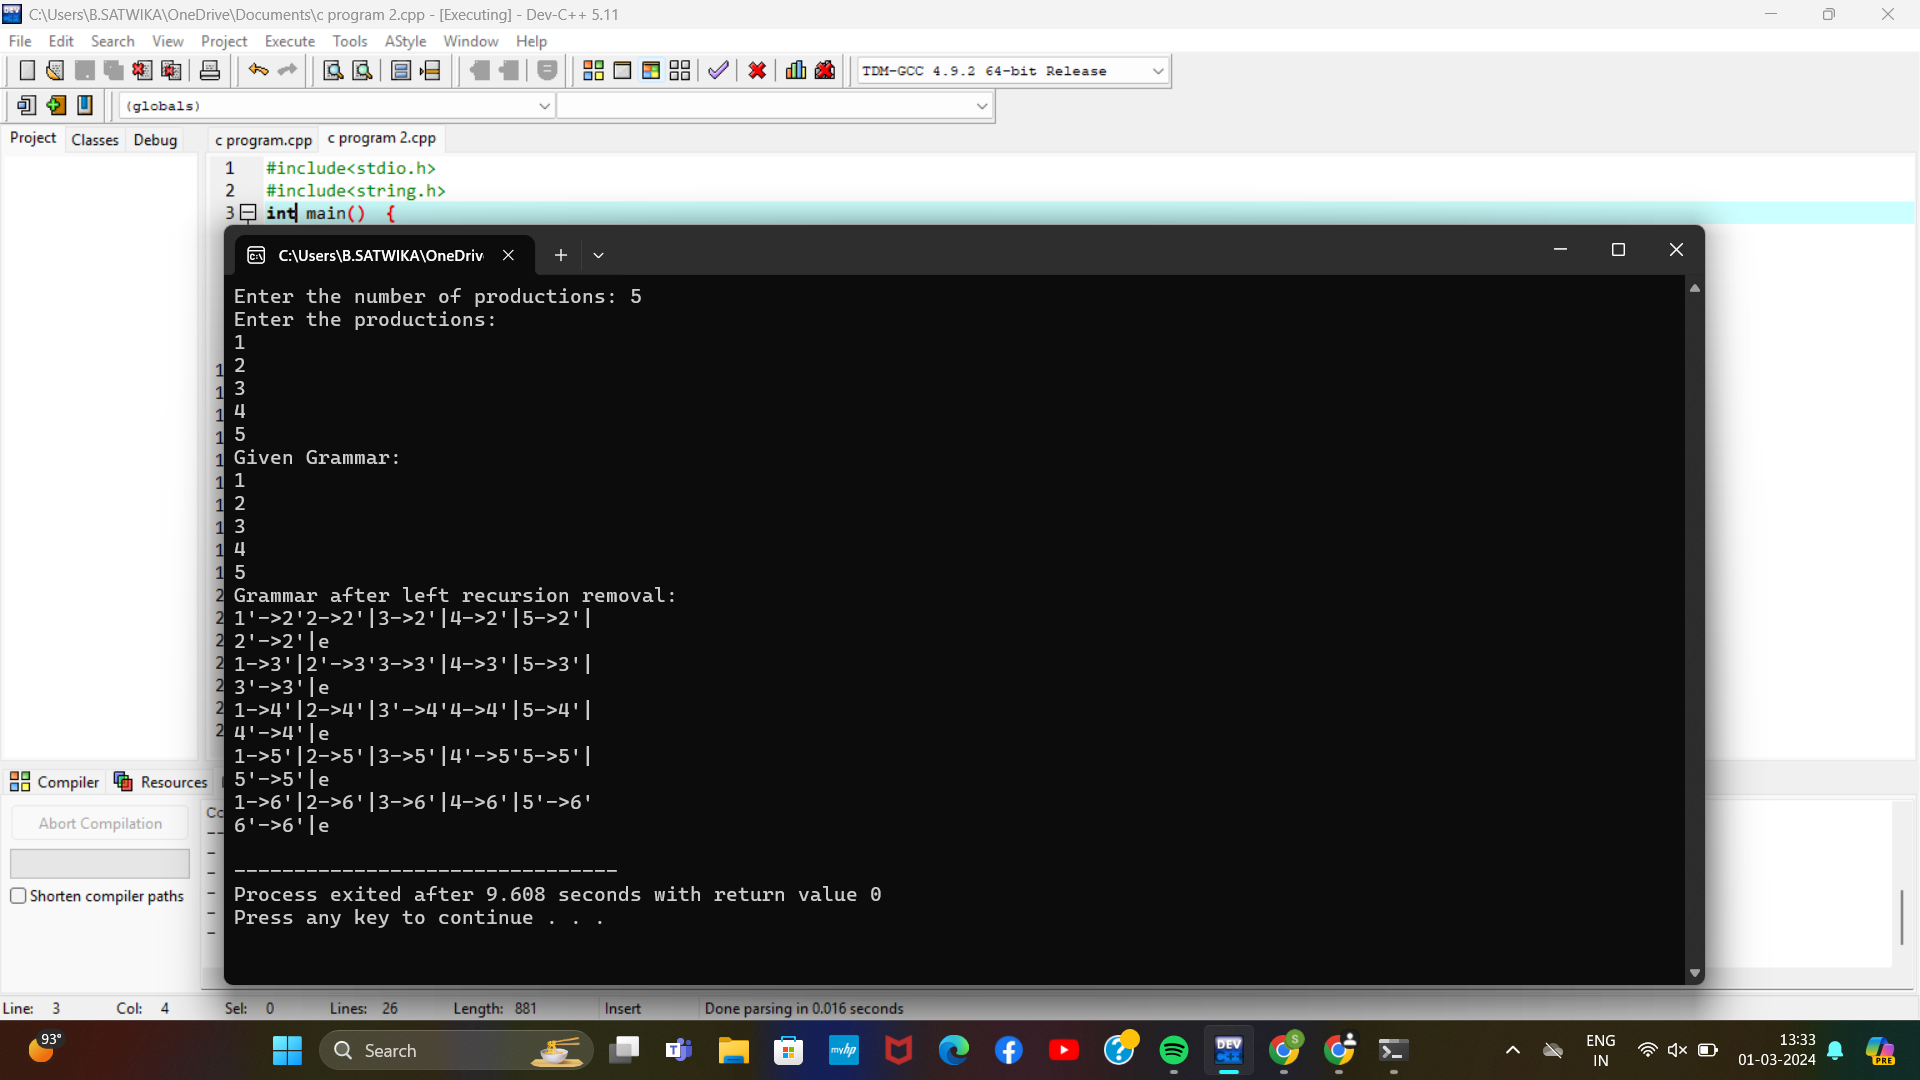 C:\Users\B.SATWIKA\OneDrive\Documents\c program 2.cpp - [Executing] - Dev-C++ 5.11
File Edit Search View Project Execute Tools AStyle Window Help
TDM-GCC 4.9.2 64-bit Release
(globals)
Project Classes Debug c program.cpp c program 2.cpp
1 #include<stdio.h>
2 #include<string.h>
3 int main() {
C:\Users\B.SATWIKA\OneDriv
Enter the number of productions: 5
Enter the productions:
1
2
3
4
5
Given Grammar:
1
2
3
4
5
Grammar after left recursion removal:
1'->2'2->2'|3->2'|4->2'|5->2'|
2'->2'|e
1->3'|2'->3'3->3'|4->3'|5->3'|
3'->3'|e
1->4'|2->4'|3'->4'4->4'|5->4'|
4'->4'|e
1->5'|2->5'|3->5'|4'->5'5->5'|
5'->5'|e
1->6'|2->6'|3->6'|4->6'|5'->6'
6'->6'|e
--------------------------------
Process exited after 9.608 seconds with return value 0
Press any key to continue . . .
Compiler Resources
Abort Compilation
Shorten compiler paths
Line: 3 Col: 4 Sel: 0 Lines: 26 Length: 881 Insert Done parsing in 0.016 seconds
93° Search myhp DEV C++ S ENG IN 13:33 01-03-2024 PRE